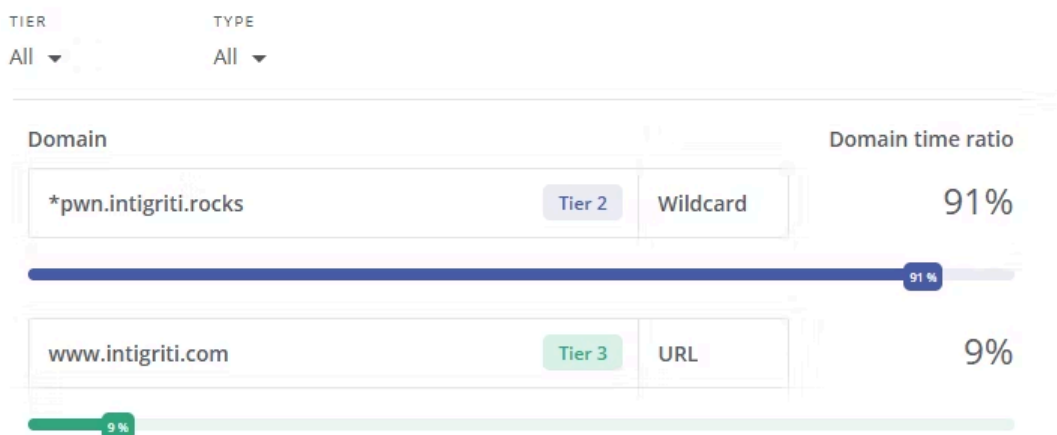 TIER TYPE
All All
Domain Domain time ratio
*pwn.intigriti.rocks Tier 2 Wildcard 91%
91 %
www.intigriti.com Tier 3 URL 9%
9 %